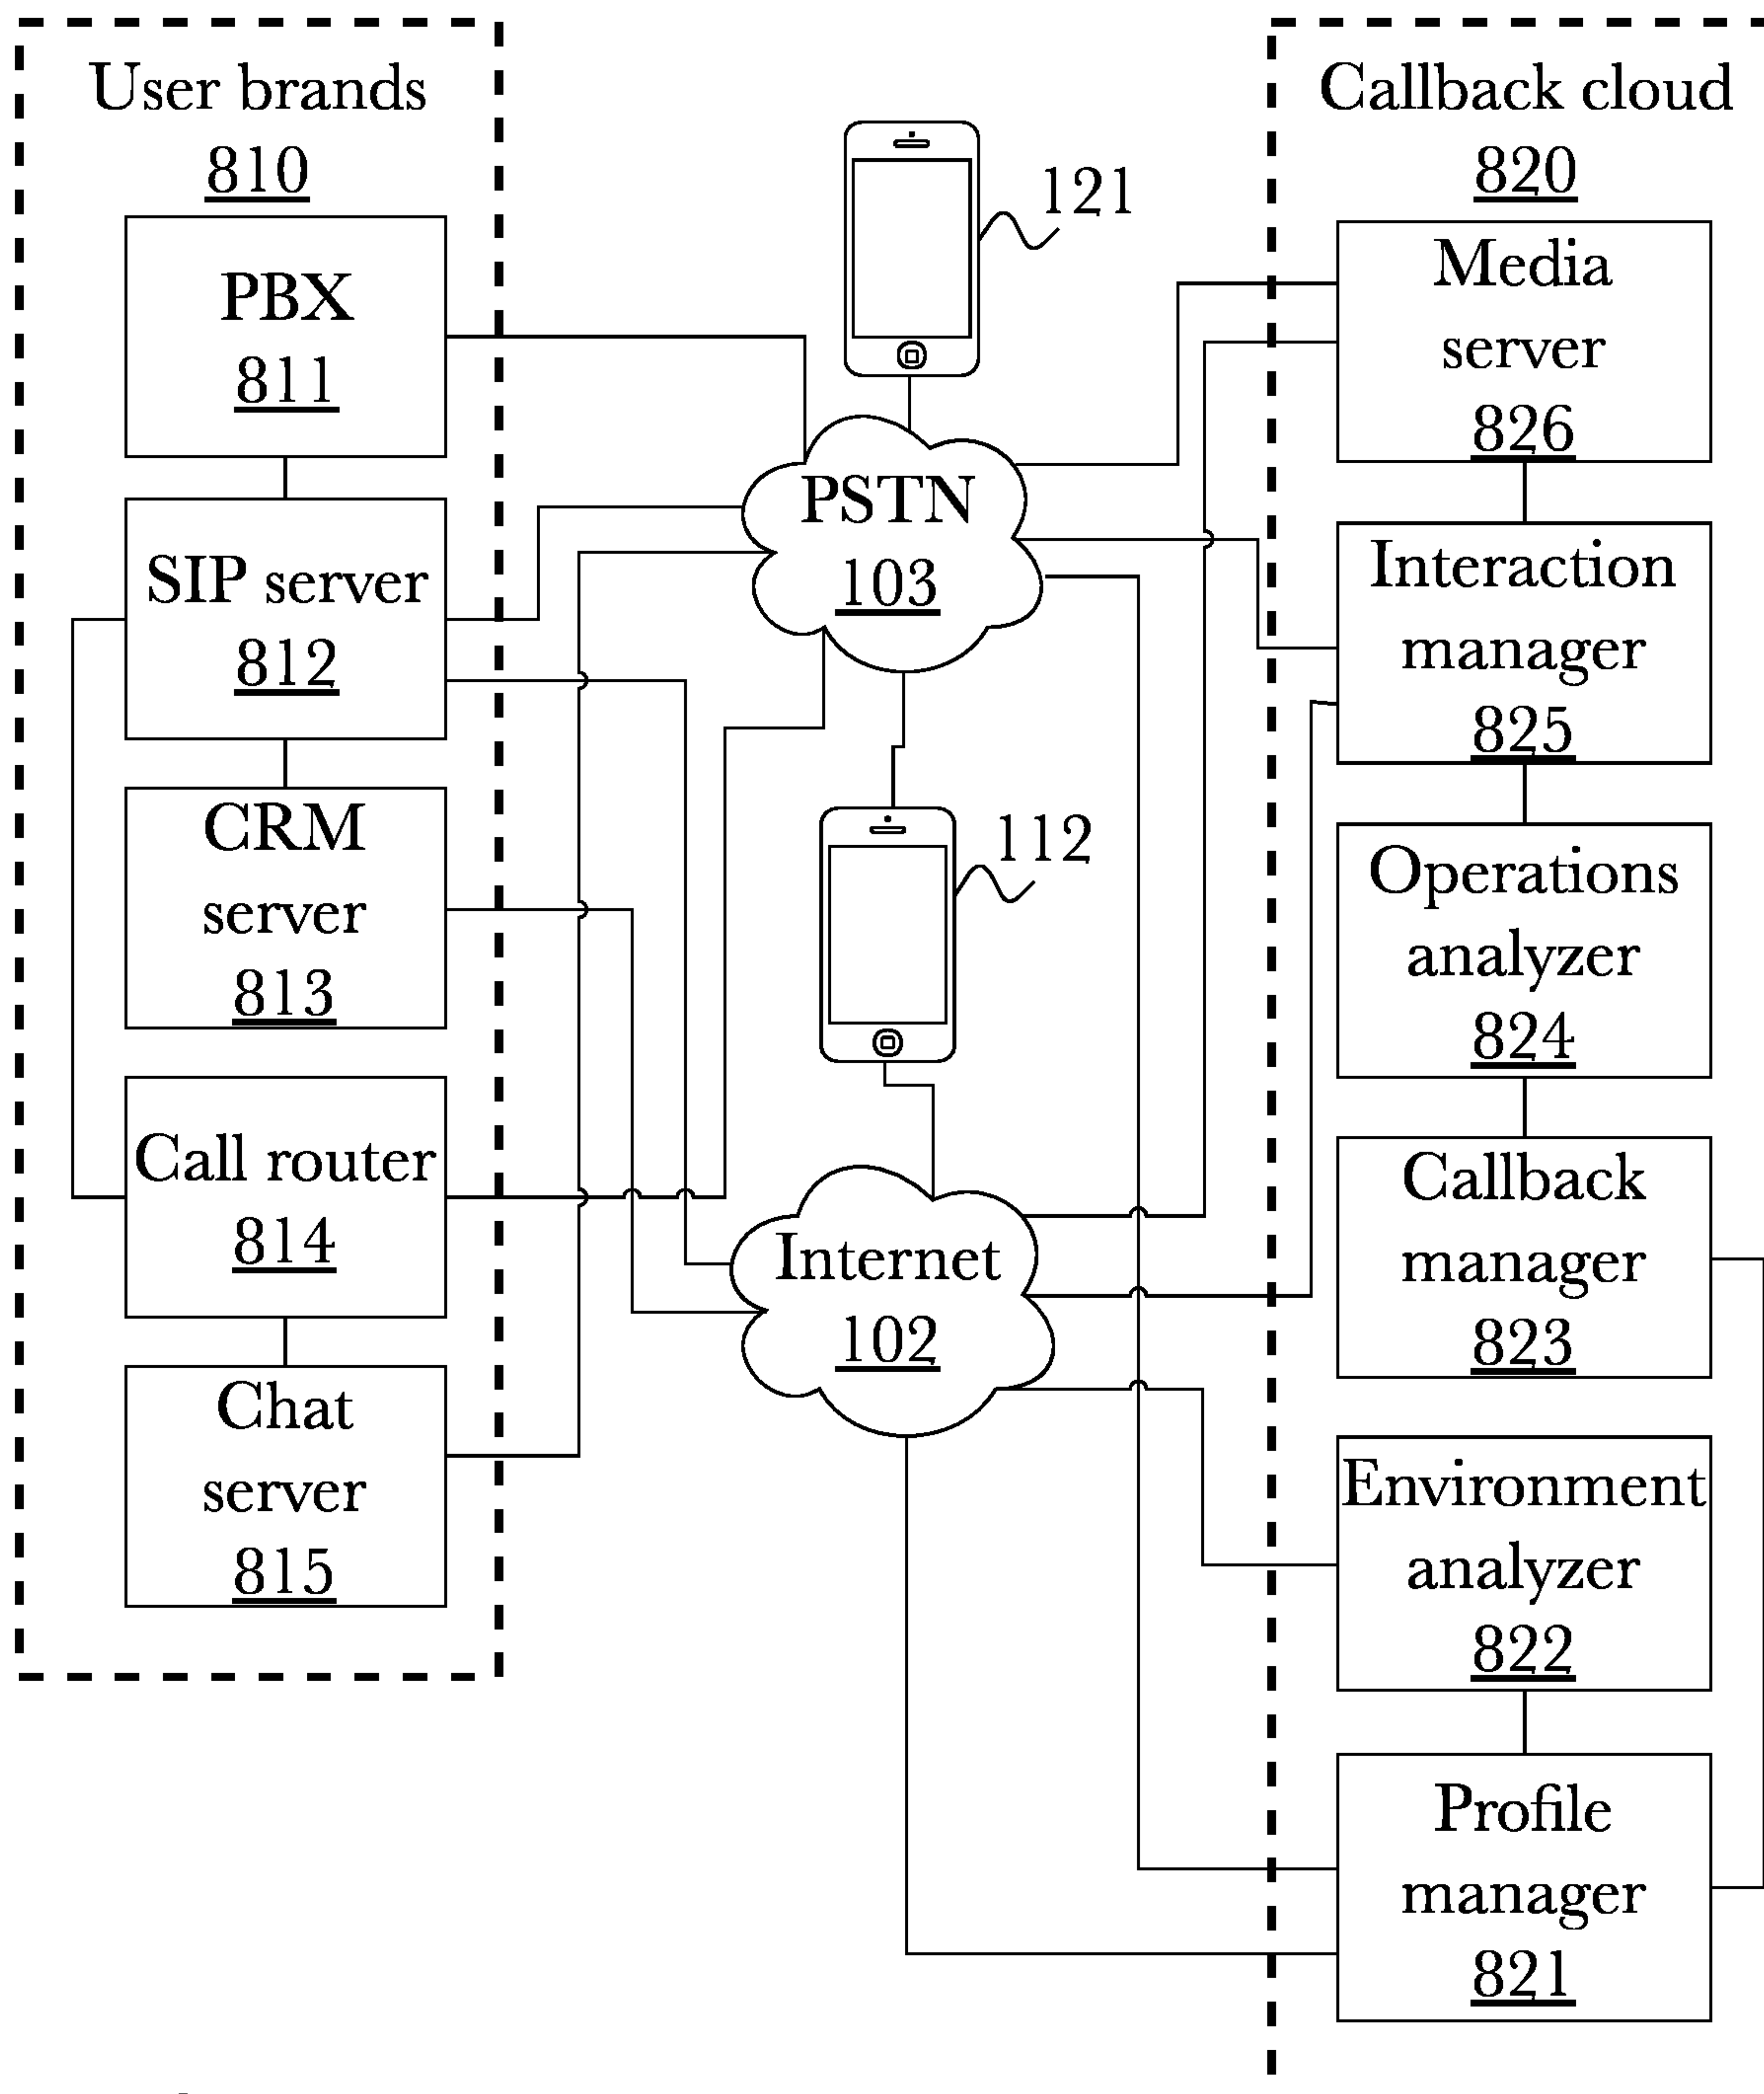 User brands
810
PBX
811
SIP server
812
CRM
server
813
Call router
814
Chat
server
815
121
PSTN
103
112
Internet
102
Callback cloud
820
Media
server
826
Interaction
manager
825
Operations
analyzer
824
Callback
manager
823
Environment
analyzer
822
Profile
manager
821